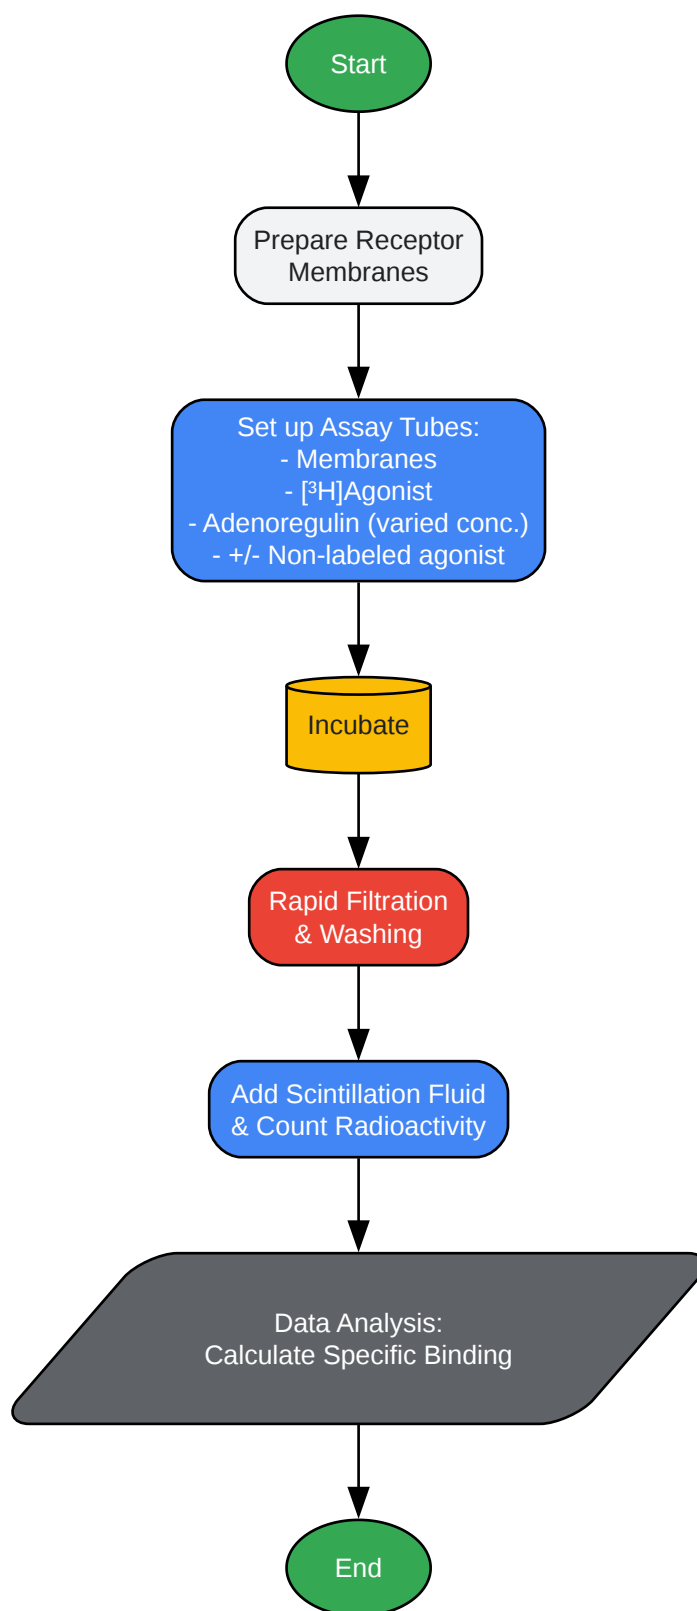 Start
Prepare Receptor
Membranes
Set up Assay Tubes:
- Membranes
- [³H]Agonist
- Adenoregulin (varied conc.)
- +/- Non-labeled agonist
Incubate
Rapid Filtration
& Washing
Add Scintillation Fluid
& Count Radioactivity
Data Analysis:
Calculate Specific Binding
End